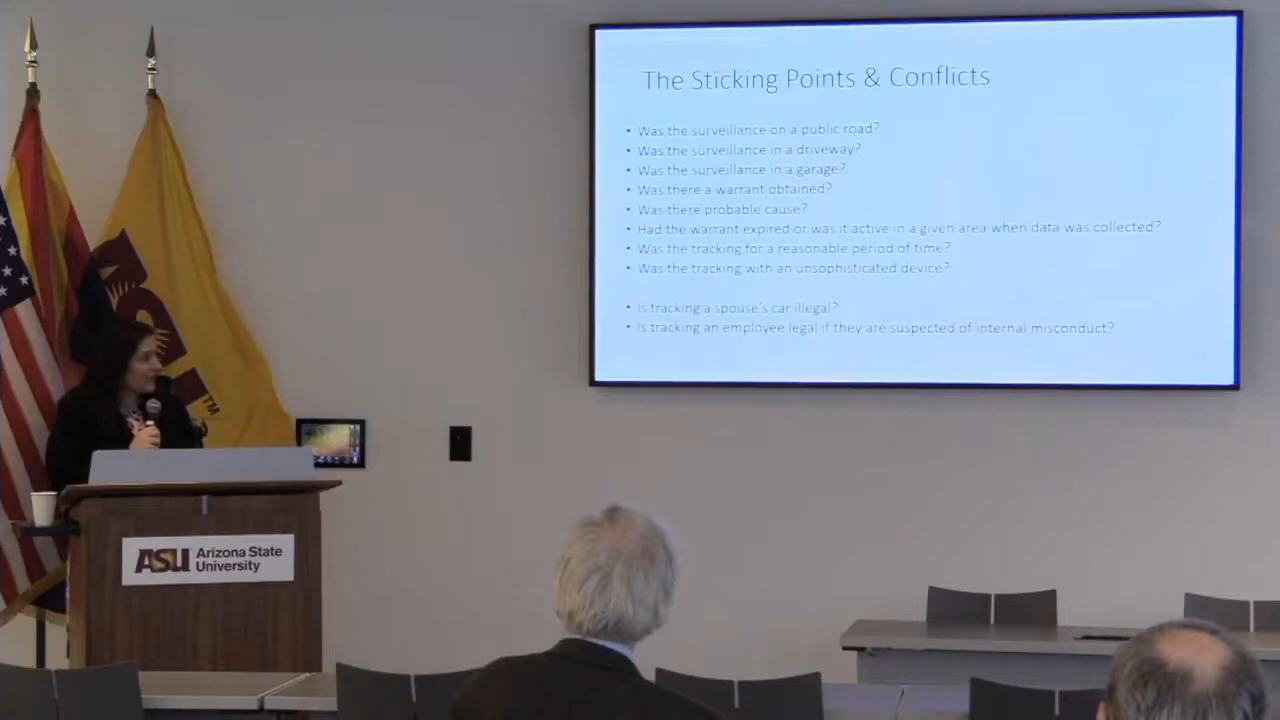 The Sticking Points & Conflicts
• Was the surveillance on a public road?
• Was the surveillance in a driveway?
• Was the surveillance in a garage?
• Was there a warrant obtained?
• Was there probable cause?
• Had the warrant expired or was it active in a given area when data was collected?
• Was the tracking for a reasonable period of time?
• Was the tracking with an unsophisticated device?
• Is tracking a spouse's car illegal?
• Is tracking an employee legal if they are suspected of internal misconduct?
ASU
TM
ASU Arizona State
University